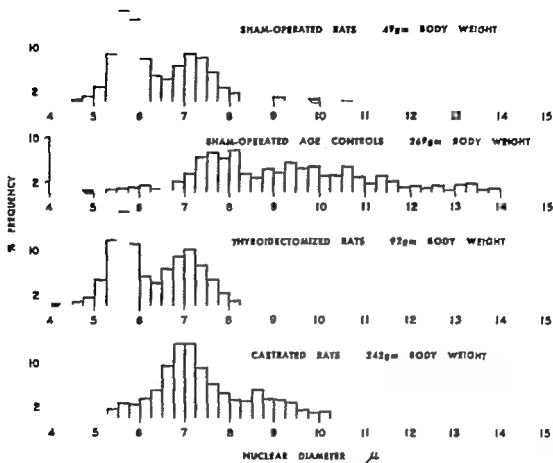 SHAM-OPERATED RATS 49gm BODY WEIGHT
10
2
4 5 6 7 8 9 10 11 12 13 14 15
SHAM-OPERATED AGE CONTROLS 269gm BODY WEIGHT
10
2
4 5 6 7 8 9 10 11 12 13 14 15
THYROIDECTOMIZED RATS 92gm BODY WEIGHT
10
2
4 5 6 7 8 9 10 11 12 13 14 15
CASTRATED RATS 242gm BODY WEIGHT
10
2
4 5 6 7 8 9 10 11 12 13 14 15
NUCLEAR DIAMETER μ
% FREQUENCY